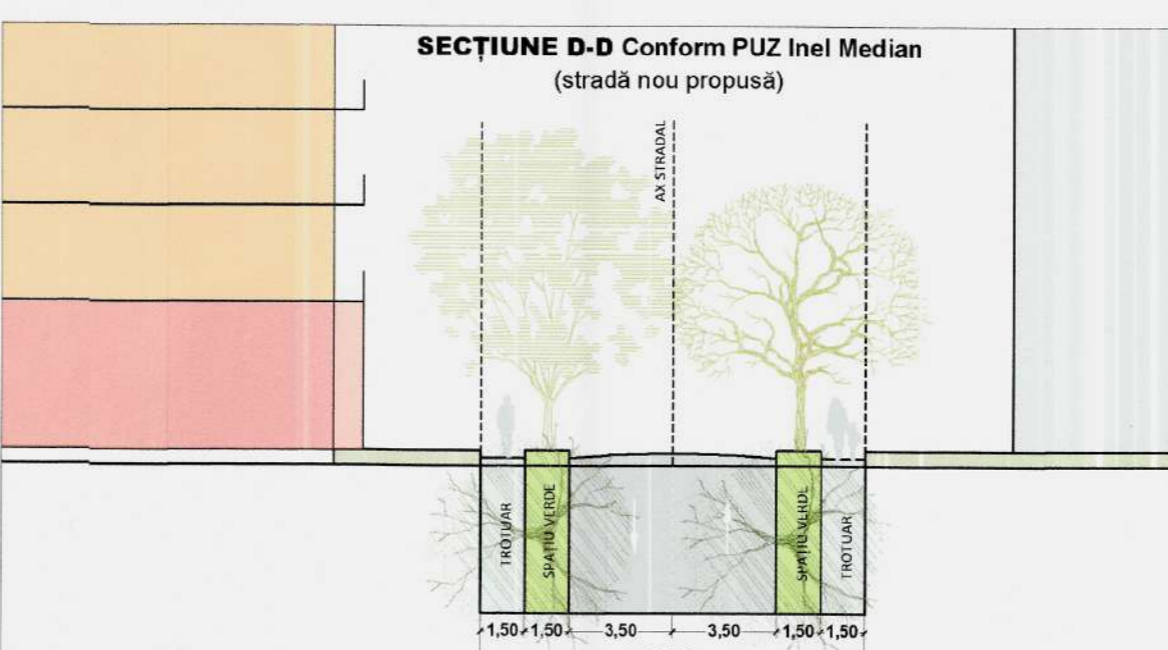 SECȚIUNE D-D Conform PUZ Inel Median
(stradă nou propusă)
AX STRADAL
TROTUAR
SPAȚIU VERDE
SPAȚIU VERDE
TROTUAR
1,50 1,50 3,50 3,50 1,50 1,50